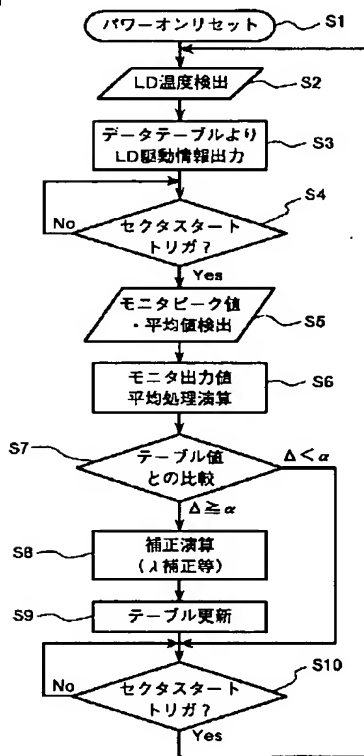 パワーオンリセット
S1
LD温度検出
S2
データテーブルより
LD駆動情報出力
S3
S4
セクタスタート
トリガ?
No
Yes
モニタピーク値
・平均値検出
S5
モニタ出力値
平均処理演算
S6
S7
テーブル値
との比較
Δ<α
Δ≧α
S8
補正演算
(λ補正等)
S9
テーブル更新
S10
セクタスタート
トリガ?
No
Yes